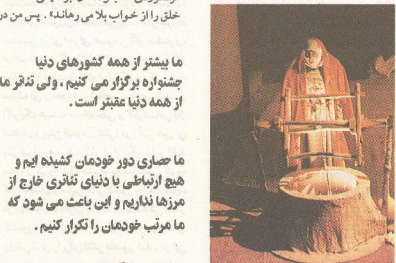 خلق را از خواب بلا می رهاند» . پس من در
ما بیشتر از همه کشورهای دنیا
جشنواره برگزار می کنیم ، ولی تئاتر ما
از همه دنیا عقبتر است .
ما حصاری دور خودمان کشیده ایم و
هیچ ارتباطی با دنیای تئاتری خارج از
مرزها نداریم و این باعث می شود که
ما مرتب خودمان را تکرار کنیم .